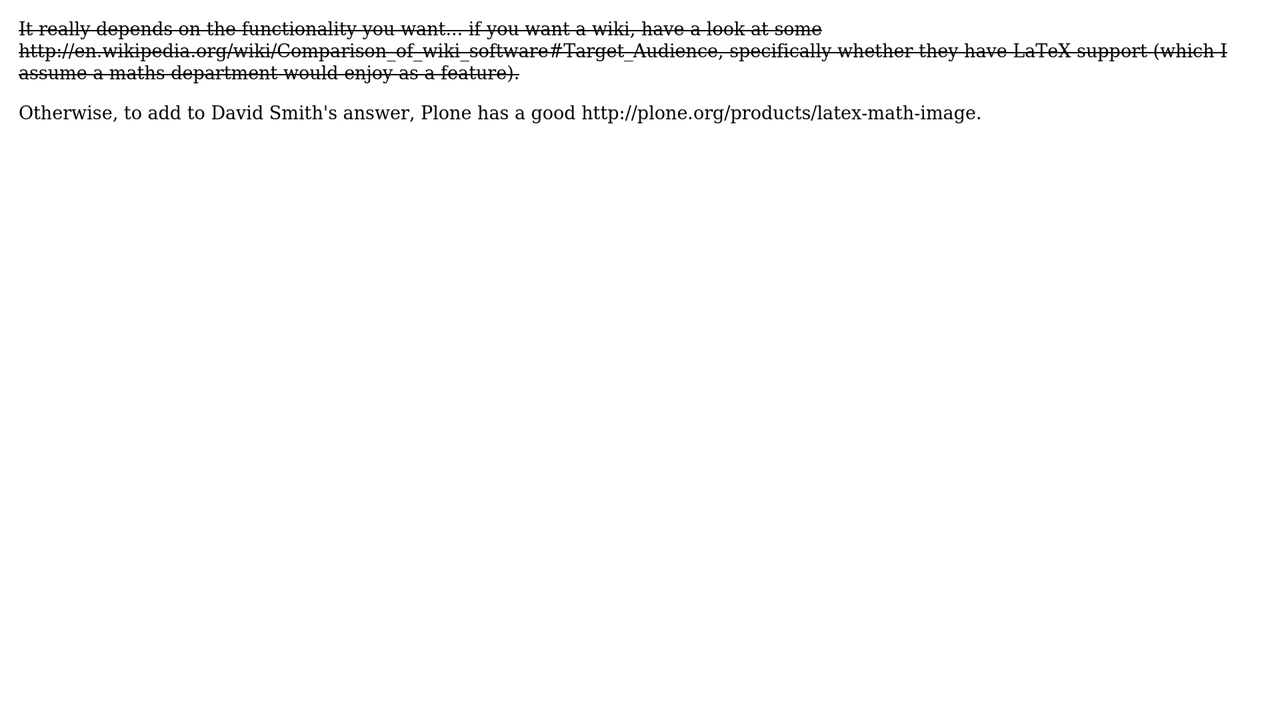 It really depends on the functionality you want... if you want a wiki, have a look at some
http://en.wikipedia.org/wiki/Comparison_of_wiki_software#Target_Audience, specifically whether they have LaTeX support (which I
assume a maths department would enjoy as a feature).
Otherwise, to add to David Smith's answer, Plone has a good http://plone.org/products/latex-math-image.